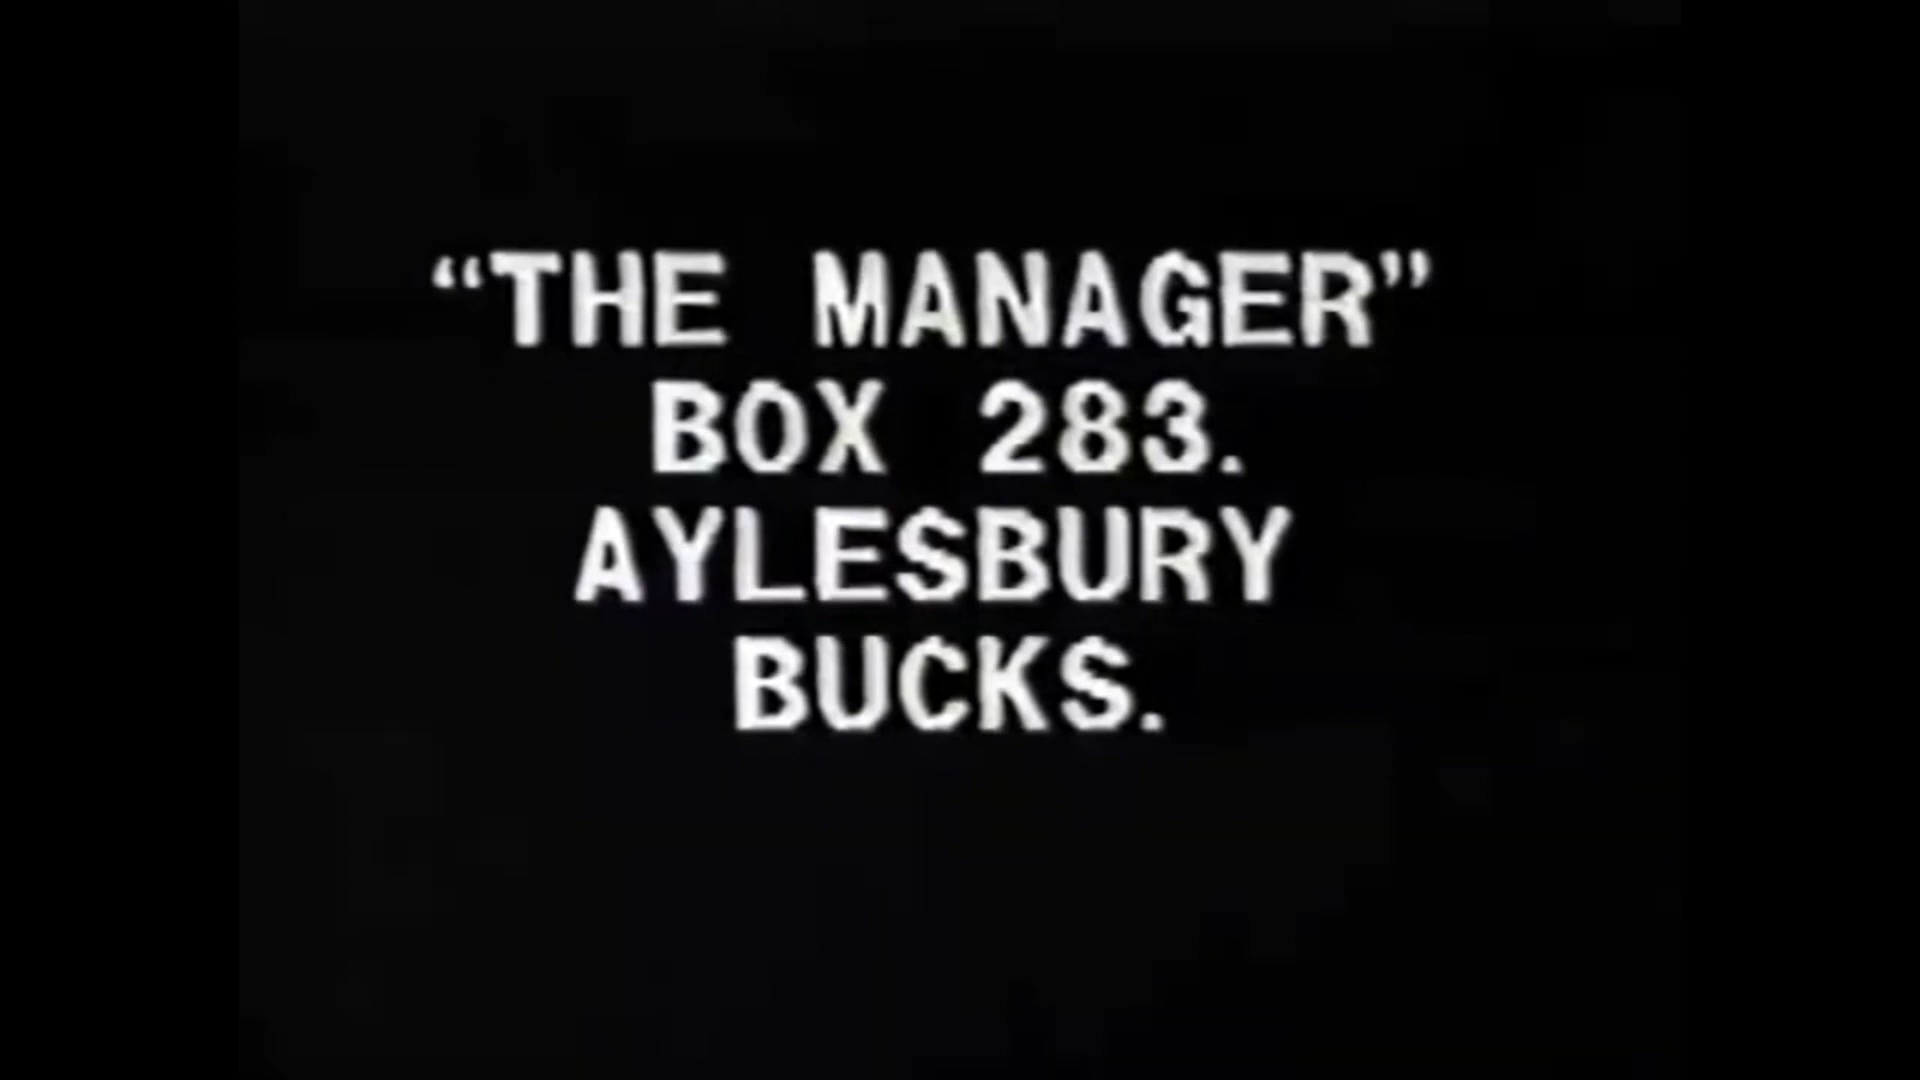 “THE MANAGER”
BOX 283.
AYLESBURY
BUCKS.